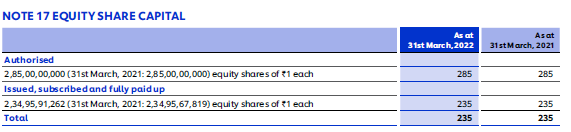 NOTE 17 EQUITY SHARE CAPITAL
As at 31st March, 2022 As at 31st March, 2021
Authorised
2,85,00,00,000 (31st March, 2021: 2,85,00,00,000) equity shares of ₹1 each 285 285
Issued, subscribed and fully paid up
2,34,95,91,262 (31st March, 2021: 2,34,95,67,819) equity shares of ₹1 each 235 235
Total 235 235